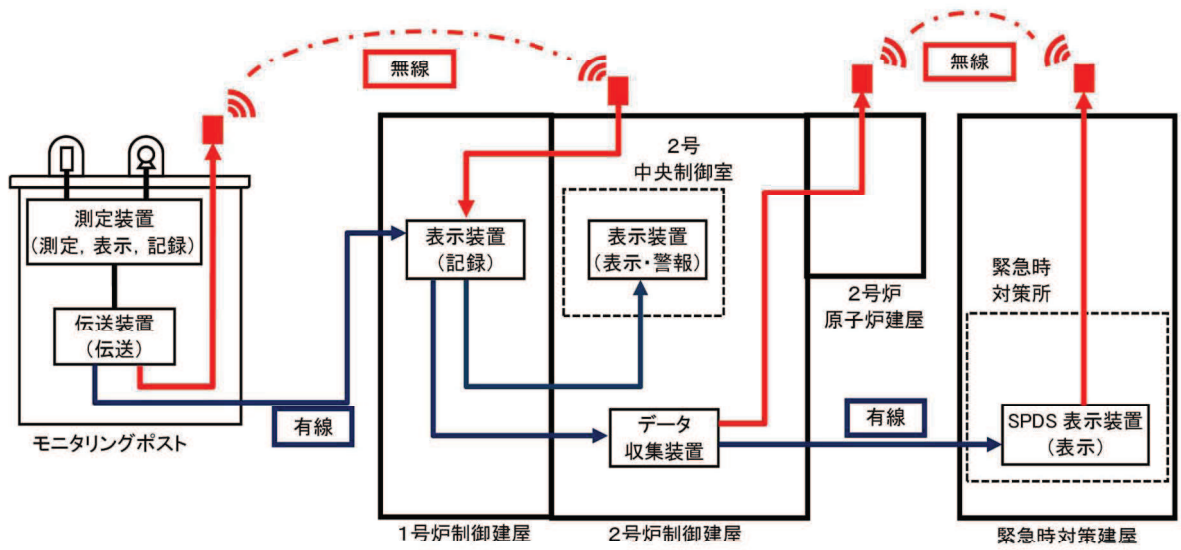 無線
無線
2号
中央制御室
測定装置
(測定，表示，記録)
表示装置
(記録)
表示装置
(表示・警報)
緊急時
対策所
2号炉
原子炉建屋
伝送装置
(伝送)
有線
データ
収集装置
有線
SPDS 表示装置
(表示)
モニタリングポスト
1号炉制御建屋
2号炉制御建屋
緊急時対策建屋